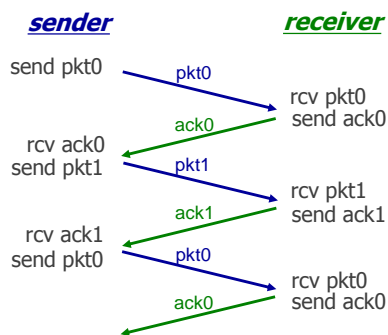 sender
receiver
send pkt0
pkt0
rcv pkt0
send ack0
ack0
rcv ack0
send pkt1
pkt1
rcv pkt1
send ack1
ack1
rcv ack1
send pkt0
pkt0
rcv pkt0
send ack0
ack0